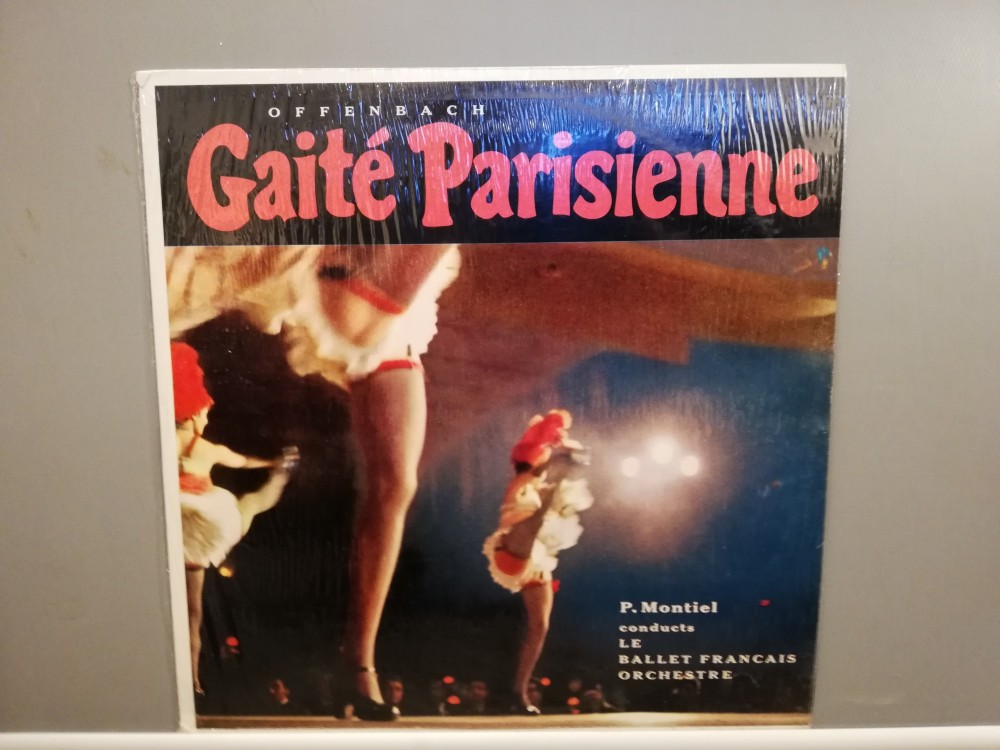 OFFENBACH
Gaité Parisienne
P. Montiel
conducts
LE
BALLET FRANCAIS
ORCHESTRE